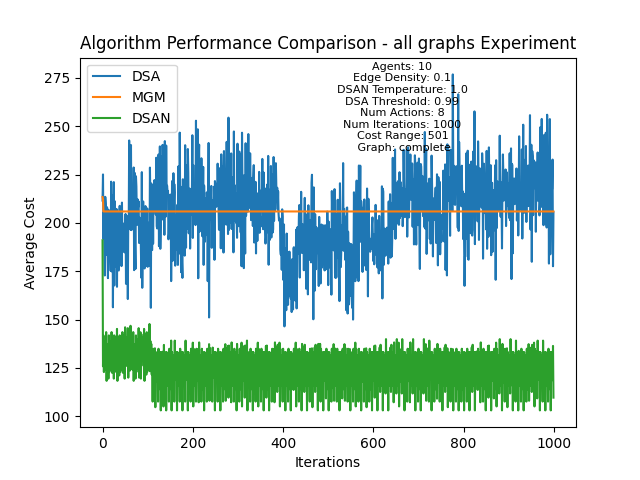 Algorithm Performance Comparison - all graphs Experiment
DSA
MGM
DSAN
Agents: 10
Edge Density: 0.1
DSAN Temperature: 1.0
DSA Threshold: 0.99
Num Actions: 8
Num Iterations: 1000
Cost Range: 501
Graph: complete
Average Cost
275
250
225
200
175
150
125
100
0 200 400 600 800 1000
Iterations